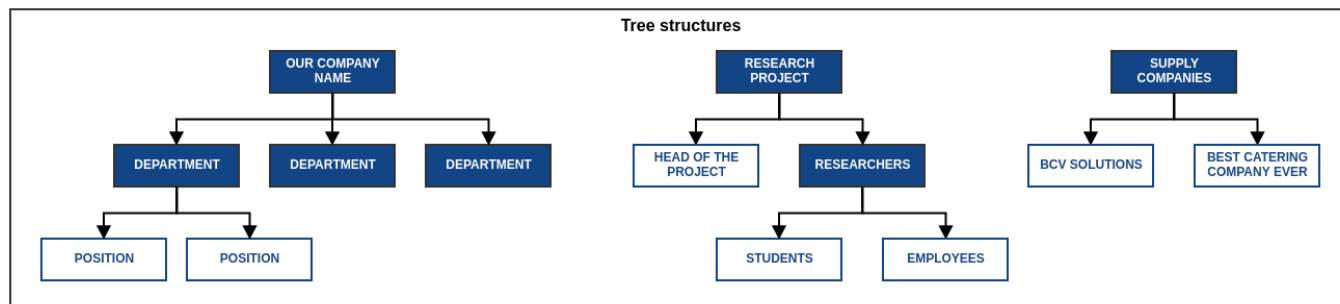 Tree structures
OUR COMPANY
NAME
RESEARCH
PROJECT
SUPPLY
COMPANIES
DEPARTMENT
DEPARTMENT
DEPARTMENT
HEAD OF THE
PROJECT
RESEARCHERS
BCV SOLUTIONS
BEST CATERING
COMPANY EVER
POSITION
POSITION
STUDENTS
EMPLOYEES